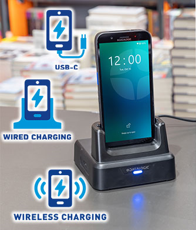 USB-C
12:00
WIRED CHARGING
WIRELESS CHARGING